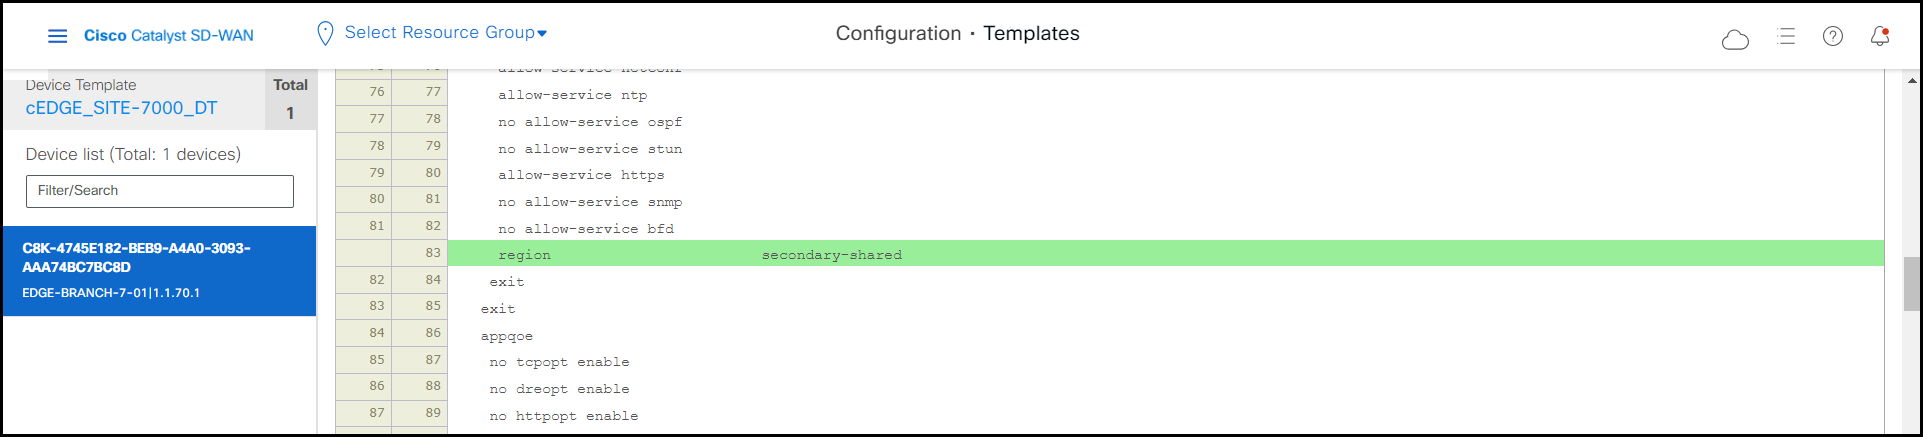 Cisco Catalyst SD-WAN
Select Resource Group
Configuration · Templates
Device Template
cEDGE_SITE-7000_DT
Total
1
Device list (Total: 1 devices)
Filter/Search
C8K-4745E182-BEB9-A4A0-3093-
AAA74BC7BC8D
EDGE-BRANCH-7-01|1.1.70.1
76 77 allow-service ntp
77 78 no allow-service ospf
78 79 no allow-service stun
79 80 allow-service https
80 81 no allow-service snmp
81 82 no allow-service bfd
83 region secondary-shared
82 84 exit
83 85 exit
84 86 appqoe
85 87 no tcpopt enable
86 88 no dreopt enable
87 89 no httpopt enable